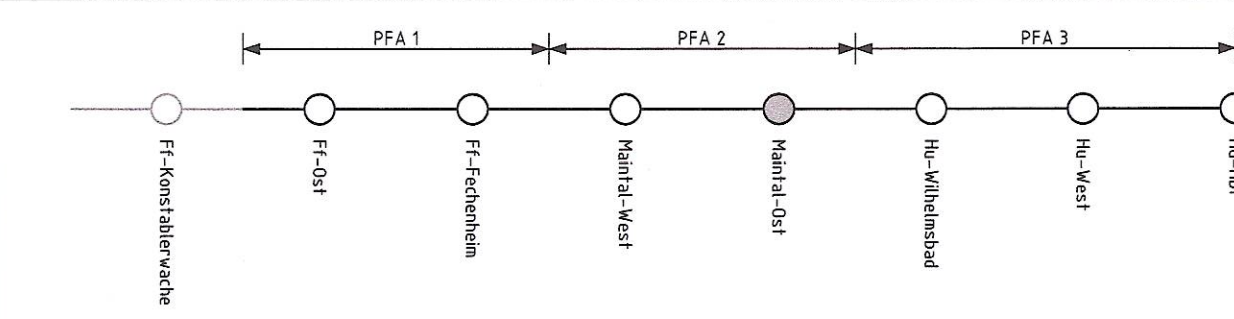 PFA 1
PFA 2
PFA 3
Ff-Konstablerwache
Ff-Ost
Ff-Fechenheim
Maintal-West
Maintal-Ost
Hu-Wilhelmsbad
Hu-West